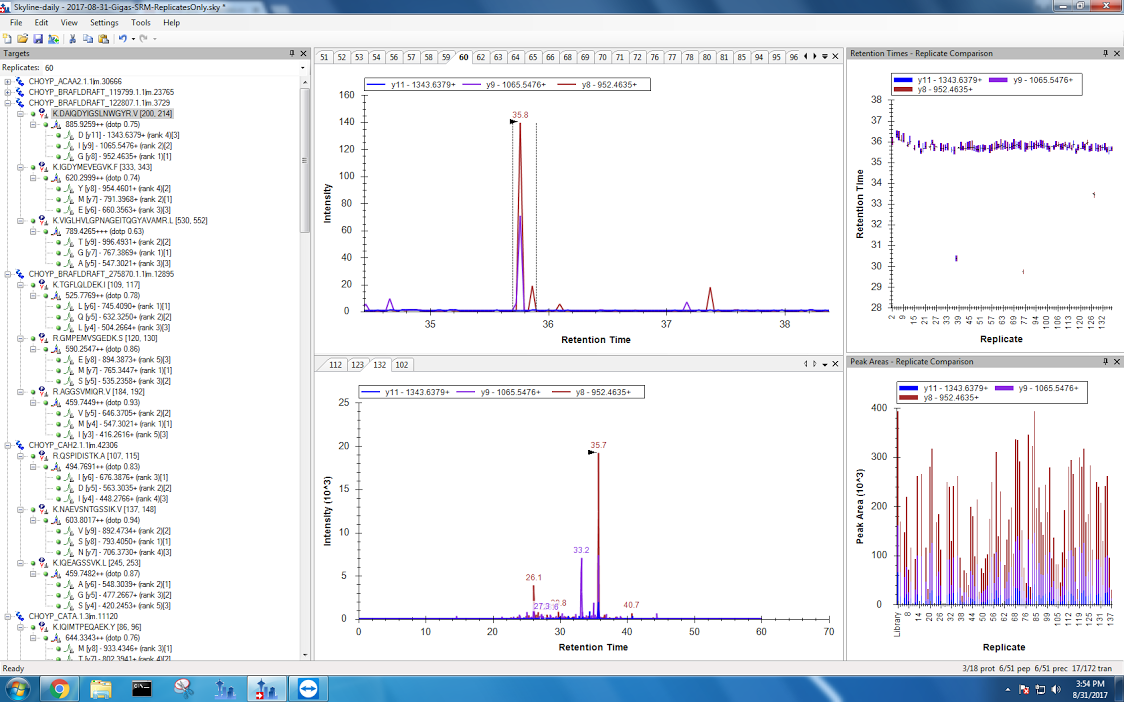 Skyline-daily - 2017-08-31-Gigas-SRM-ReplicatesOnly.sky *
File Edit View Settings Tools Help
Targets
Replicates: 60
CHOYP_ACAA2.1.1|m.30666
CHOYP_BRAFLDRAFT_119799.1.1|m.23765
CHOYP_BRAFLDRAFT_122807.1.1|m.3729
K.DAIQDYIGSLNWGYR.V [200, 214]
885.9259++ (dotp 0.75)
D [y11] - 1343.6379+ (rank 4)[3]
I [y9] - 1065.5476+ (rank 2)[2]
G [y8] - 952.4635+ (rank 1)[1]
K.IGDYMEVEGVK.F [333, 343]
620.2999++ (dotp 0.74)
Y [y8] - 954.4601+ (rank 4)[2]
M [y7] - 791.3968+ (rank 2)[1]
E [y6] - 660.3563+ (rank 3)[3]
K.VIGLHVLGPNAGEITQGYAVAMR.L [530, 552]
789.4265+++ (dotp 0.63)
T [y9] - 996.4931+ (rank 2)[2]
G [y7] - 767.3869+ (rank 1)[1]
A [y5] - 547.3021+ (rank 3)[3]
CHOYP_BRAFLDRAFT_275870.1.1|m.12895
K.TGFLQLDEK.I [109, 117]
525.7769++ (dotp 0.78)
L [y6] - 745.4090+ (rank 1)[1]
Q [y5] - 632.3250+ (rank 2)[2]
L [y4] - 504.2664+ (rank 3)[3]
R.GMPEMVSGEDK.S [120, 130]
590.2547++ (dotp 0.86)
E [y8] - 894.3873+ (rank 5)[3]
M [y7] - 765.3447+ (rank 1)[1]
S [y5] - 535.2358+ (rank 3)[2]
R.AGGSVMIQR.V [184, 192]
459.7449++ (dotp 0.93)
V [y5] - 646.3705+ (rank 2)[2]
M [y4] - 547.3021+ (rank 1)[1]
I [y3] - 416.2616+ (rank 5)[3]
CHOYP_CAH2.1.1|m.42306
R.QSPIDISTK.A [107, 115]
494.7691++ (dotp 0.83)
I [y6] - 676.3876+ (rank 3)[1]
D [y5] - 563.3035+ (rank 2)[2]
I [y4] - 448.2766+ (rank 4)[3]
K.NAEVSNTGSSIK.V [137, 148]
603.8017++ (dotp 0.94)
V [y9] - 892.4734+ (rank 2)[2]
S [y8] - 793.4050+ (rank 1)[1]
N [y7] - 706.3730+ (rank 4)[3]
K.IQEAGSSVK.L [245, 253]
459.7482++ (dotp 0.87)
A [y6] - 548.3039+ (rank 2)[1]
G [y5] - 477.2667+ (rank 3)[2]
S [y4] - 420.2453+ (rank 5)[3]
CHOYP_CATA.1.3|m.11120
K.IQIMTPEQAEK.Y [86, 96]
644.3343++ (dotp 0.76)
M [y8] - 933.4346+ (rank 3)[1]
T [y7] - 802.3941+ (rank 4)[2]
51 52 53 54 56 57 58 59 60 62 64 65 66 68 69 70 71 72 76 77 78 80 81 84 95 96
y11 - 1343.6379+ y9 - 1065.5476+ y8 - 952.4635+
160
140
120
100
80
60
40
20
0
35.8
Intensity
35 36 37 38
Retention Time
112 123 132 102
y11 - 1343.6379+ y9 - 1065.5476+ y8 - 952.4635+
25
20
15
10
5
0
Intensity (10^3)
35.7
33.2
26.1
27.3
40.7
0 10 20 30 40 50 60 70
Retention Time
Retention Times - Replicate Comparison
y11 - 1343.6379+ y9 - 1065.5476+
y8 - 952.4635+
38
37
36
35
34
33
32
31
30
29
28
Retention Time
2 9 15 21 27 33 39 45 51 57 63 70 77 84 94 100 106 113 120 126 132
Replicate
Peak Areas - Replicate Comparison
y11 - 1343.6379+ y9 - 1065.5476+
y8 - 952.4635+
400
300
200
100
0
Peak Area (10^3)
Library 8 14 20 26 32 38 44 50 56 62 69 78 85 98 105 112 119 125 131 137
Replicate
Ready
3/18 prot 6/51 pep 6/51 prec 17/172 tran
3:54 PM
8/31/2017